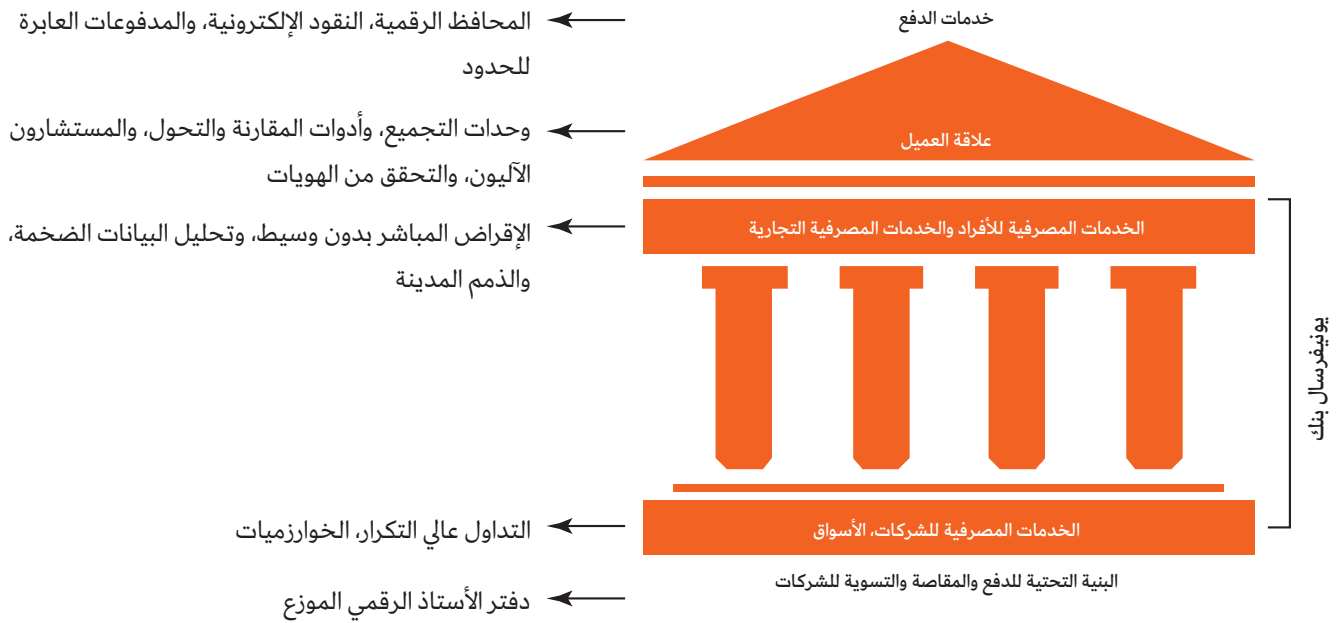 خدمات الدفع
علاقة العميل
الخدمات المصرفية للأفراد والخدمات المصرفية التجارية
يونيفرسال بنك
الخدمات المصرفية للشركات، الأسواق
البنية التحتية للدفع والمقاصة والتسوية للشركات
المحافظ الرقمية، النقود الإلكترونية، والمدفوعات العابرة
للحدود
وحدات التجميع، وأدوات المقارنة والتحول، والمستشارون
الآليون، والتحقق من الهويات
الإقراض المباشر بدون وسيط، وتحليل البيانات الضخمة،
والذمم المدينة
التداول عالي التكرار، الخوارزميات
دفتر الأستاذ الرقمي الموزع